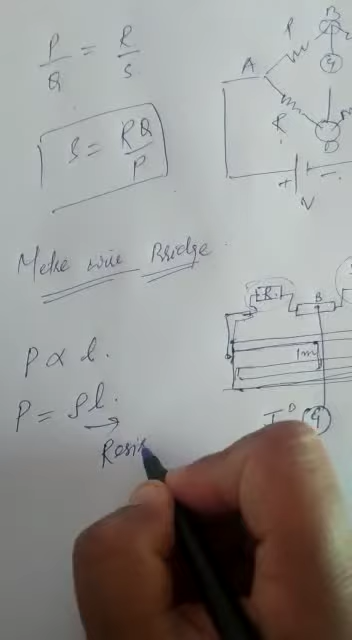 P/Q = R/S
S = RQ/P
Mete wire Bridge.
P ∝ l.
P = ρl.
Resis
A
P
B
G
R
D
+ -
V
R.
B
1m
D
G